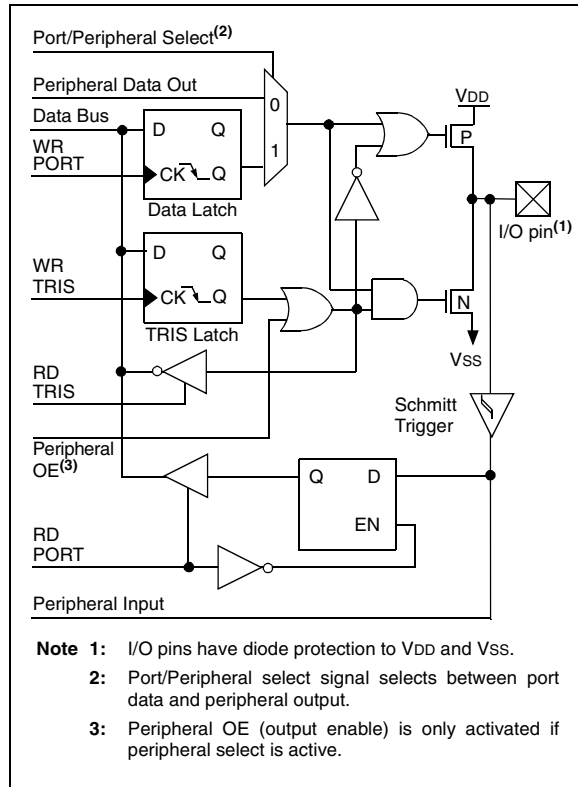 Port/Peripheral Select(2)
Peripheral Data Out
Data Bus
WR
PORT
D Q
CK Q
Data Latch
0
1
VDD
P
I/O pin(1)
WR
TRIS
D Q
CK Q
TRIS Latch
N
VSS
RD
TRIS
Schmitt
Trigger
Peripheral
OE(3)
Q D
EN
RD
PORT
Peripheral Input
Note 1: I/O pins have diode protection to VDD and VSS.
2: Port/Peripheral select signal selects between port
data and peripheral output.
3: Peripheral OE (output enable) is only activated if
peripheral select is active.